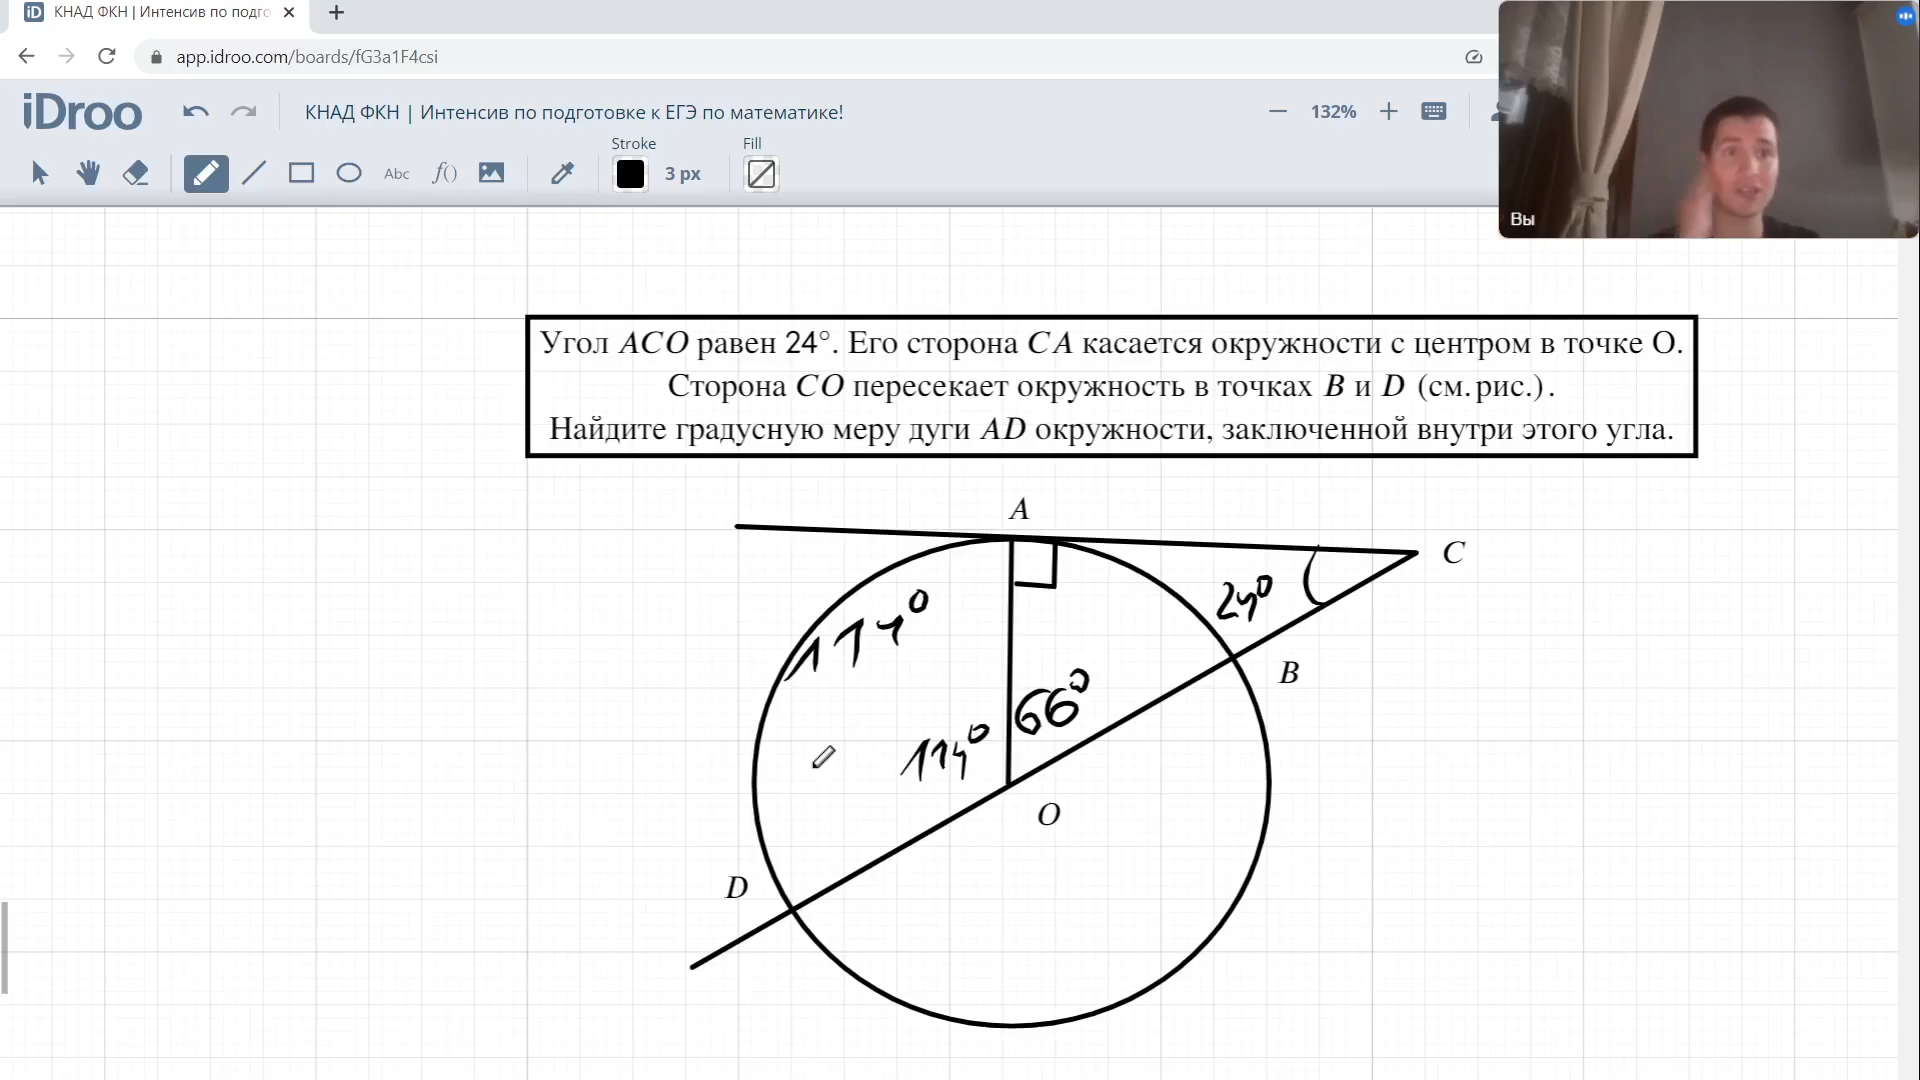 КНАД ФКН | Интенсив по подго
app.idroo.com/boards/fG3a1F4csi
iDroo
КНАД ФКН | Интенсив по подготовке к ЕГЭ по математике!
132%
Stroke
Fill
Abc
f()
3 px
Вы
Угол ACO равен 24°. Его сторона CA касается окружности с центром в точке O.
Сторона CO пересекает окружность в точках B и D (см.рис.).
Найдите градусную меру дуги AD окружности, заключенной внутри этого угла.
A
C
24°
114°
B
66°
114°
O
D